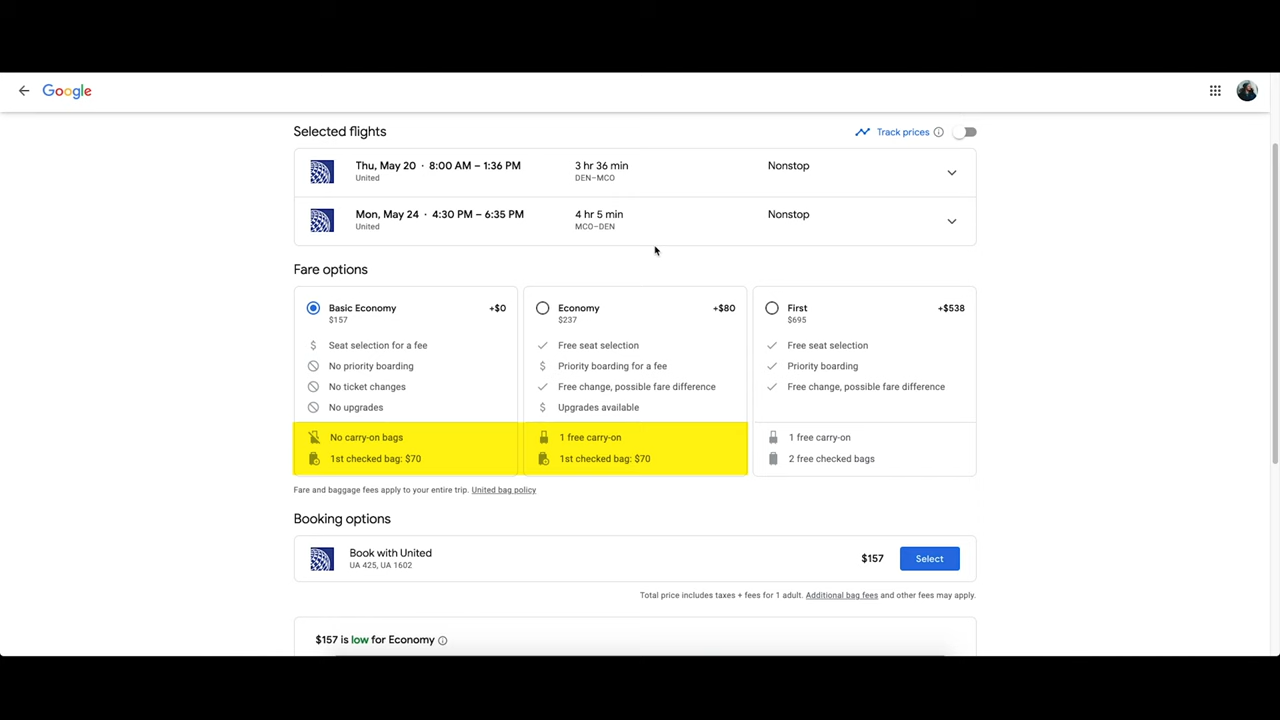 Google
Selected flights
Track prices
Thu, May 20 · 8:00 AM – 1:36 PM
3 hr 36 min
Nonstop
United
DEN–MCO
Mon, May 24 · 4:30 PM – 6:35 PM
4 hr 5 min
Nonstop
United
MCO–DEN
Fare options
Basic Economy
+$0
$157
$ Seat selection for a fee
No priority boarding
No ticket changes
No upgrades
No carry-on bags
1st checked bag: $70
Economy
+$80
$237
Free seat selection
$ Priority boarding for a fee
Free change, possible fare difference
$ Upgrades available
1 free carry-on
1st checked bag: $70
First
+$538
$695
Free seat selection
Priority boarding
Free change, possible fare difference
1 free carry-on
2 free checked bags
Fare and baggage fees apply to your entire trip. United bag policy
Booking options
Book with United
$157
Select
UA 425, UA 1602
Total price includes taxes + fees for 1 adult. Additional bag fees and other fees may apply.
$157 is low for Economy